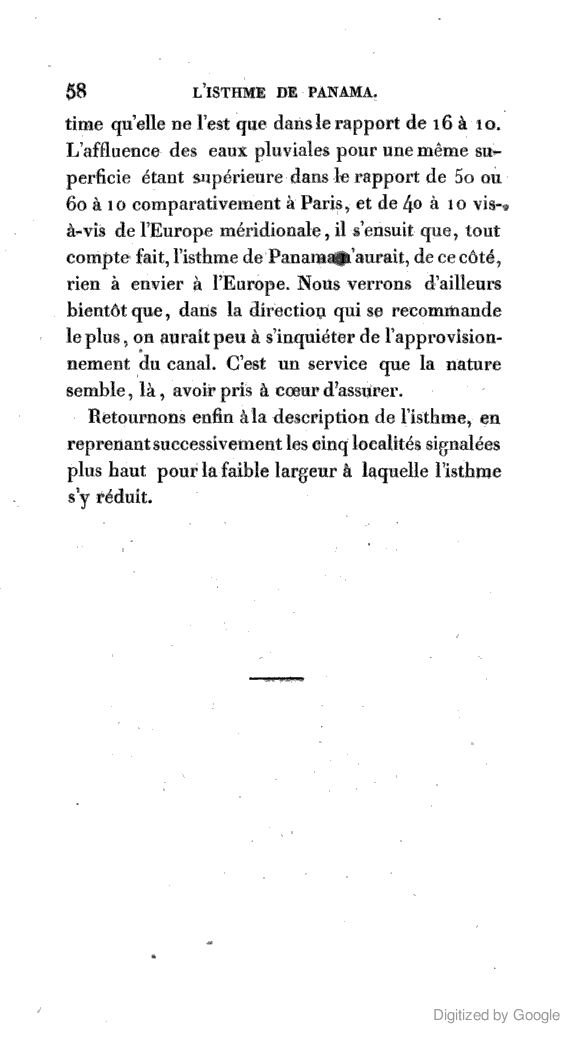 58 L'ISTHME DE PANAMA.
time qu'elle ne l'est que dans le rapport de 16 à 10.
L'affluence des eaux pluviales pour une même su-
perficie étant supérieure dans le rapport de 50 ou
60 à 10 comparativement à Paris, et de 40 à 10 vis-
à-vis de l'Europe méridionale, il s'ensuit que, tout
compte fait, l'isthme de Panama n'aurait, de ce côté,
rien à envier à l'Europe. Nous verrons d'ailleurs
bientôt que, dans la direction qui se recommande
le plus, on aurait peu à s'inquiéter de l'approvision-
nement du canal. C'est un service que la nature
semble, là, avoir pris à cœur d'assurer.
Retournons enfin à la description de l'isthme, en
reprenant successivement les cinq localités signalées
plus haut pour la faible largeur à laquelle l'isthme
s'y réduit.
Digitized by Google